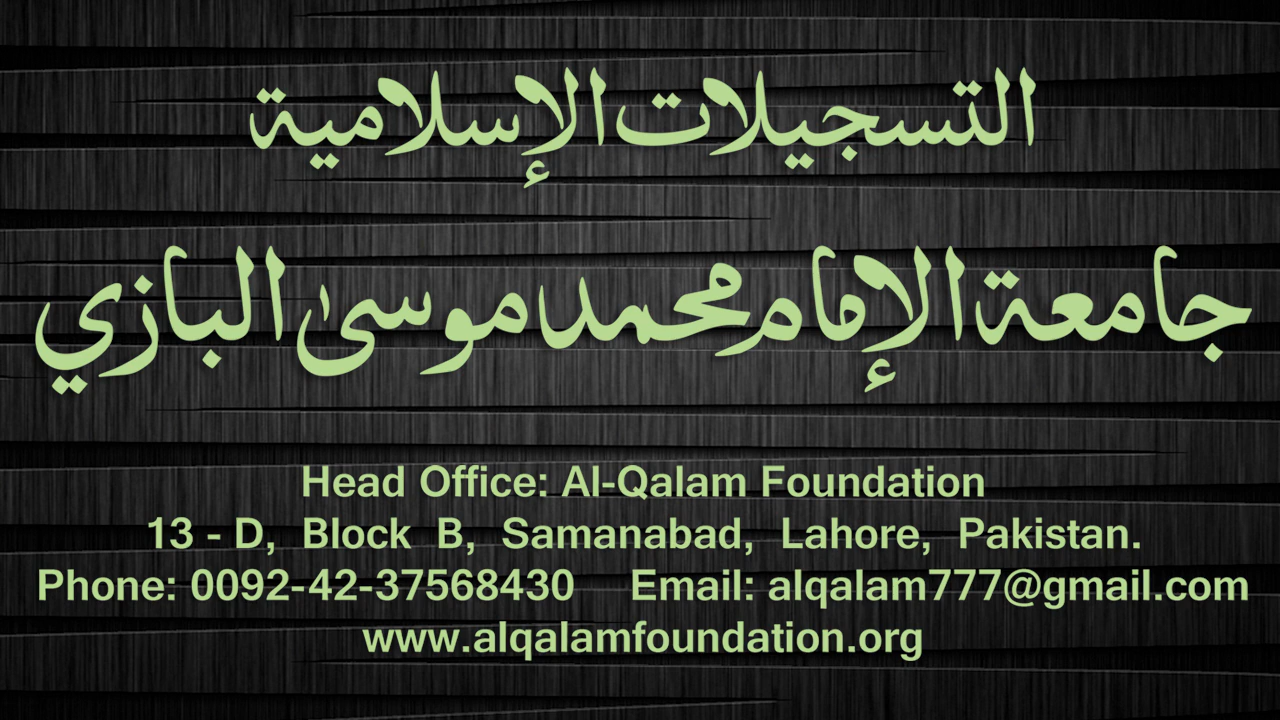 التسجيلات الإسلامية
جامعة الإمام محمد موسىٰ البازي
Head Office: Al-Qalam Foundation
13 - D, Block B, Samanabad, Lahore, Pakistan.
Phone: 0092-42-37568430 Email: alqalam777@gmail.com
www.alqalamfoundation.org